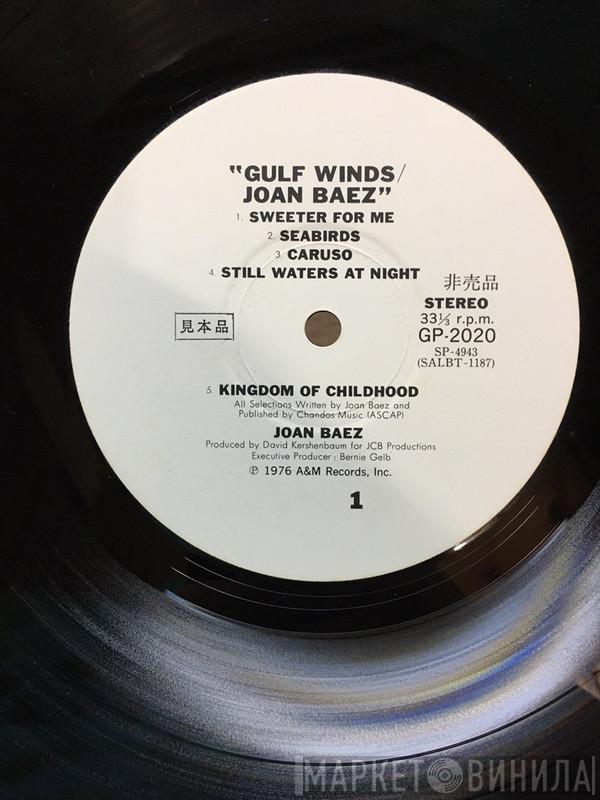 "GULF WINDS/
JOAN BAEZ"
1. SWEETER FOR ME
2. SEABIRDS
3. CARUSO
4. STILL WATERS AT NIGHT
非売品
STEREO
33⅓ r.p.m.
GP-2020
SP-4943
(SALBT-1187)
見本品
5. KINGDOM OF CHILDHOOD
All Selections Written by Joan Baez and
Published by Chandos Music (ASCAP)
JOAN BAEZ
Produced by David Kershenbaum for JCB Productions
Executive Producer : Bernie Gelb
℗ 1976 A&M Records, Inc.
1
МАРКЕТ ВИНИЛА